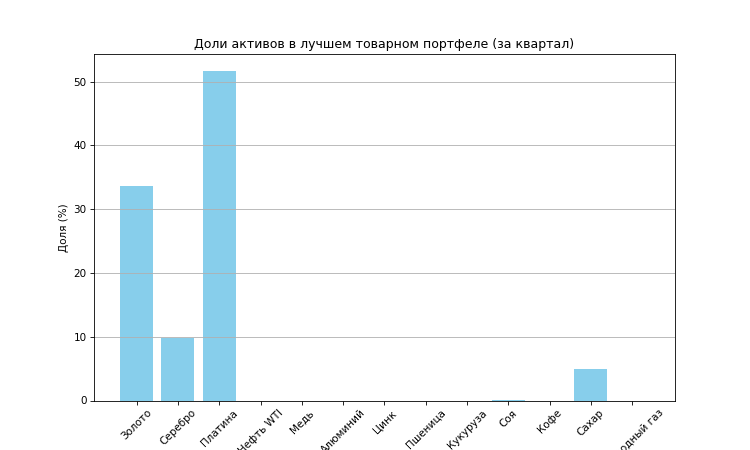 Доли активов в лучшем товарном портфеле (за квартал)
Доля (%)
50
40
30
20
10
0
Золото
Серебро
Платина
Нефть WTI
Медь
Алюминий
Цинк
Пшеница
Кукуруза
Соя
Кофе
Сахар
газ